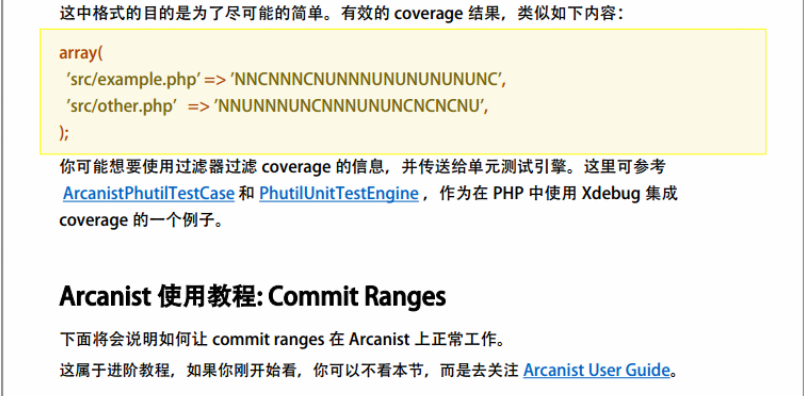 这中格式的目的是为了尽可能的简单。有效的 coverage 结果，类似如下内容：
array(
'src/example.php' => 'NNCNNNCNUNNNUNUNUNUNUNC',
'src/other.php' => 'NNUNNNUNCNNNUNUNCNCNCNU',
);
你可能想要使用过滤器过滤 coverage 的信息，并传送给单元测试引擎。这里可参考
ArcanistPhutilTestCase 和 PhutilUnitTestEngine ，作为在 PHP 中使用 Xdebug 集成
coverage 的一个例子。
Arcanist 使用教程: Commit Ranges
下面将会说明如何让 commit ranges 在 Arcanist 上正常工作。
这属于进阶教程，如果你刚开始看，你可以不看本节，而是去关注 Arcanist User Guide。